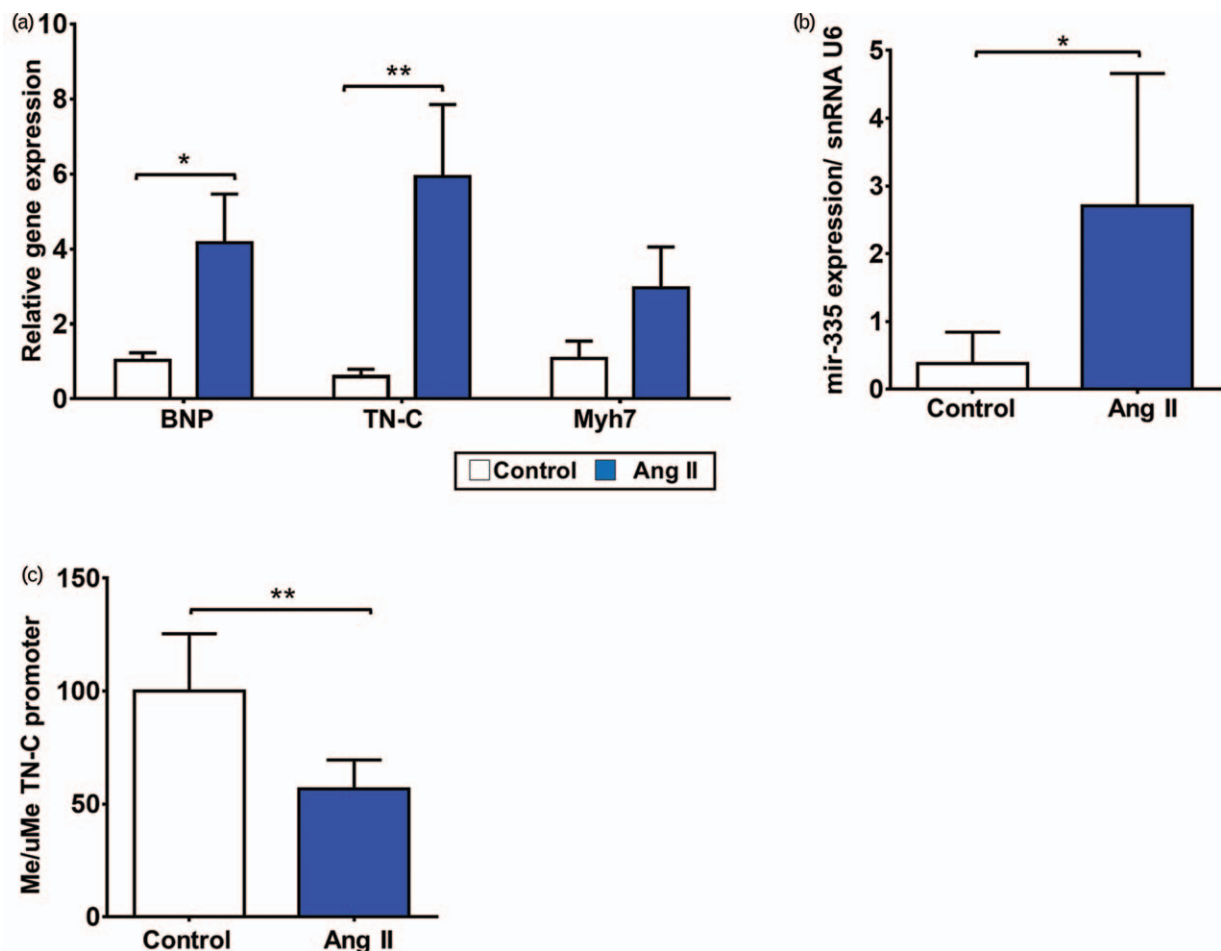 (a)
10
8
6
4
2
0
Relative gene expression
*
**
BNP TN-C Myh7
Control Ang II
(b)
5
4
3
2
1
0
mir-335 expression/ snRNA U6
*
Control Ang II
(c)
150
100
50
0
Me/uMe TN-C promoter
**
Control Ang II